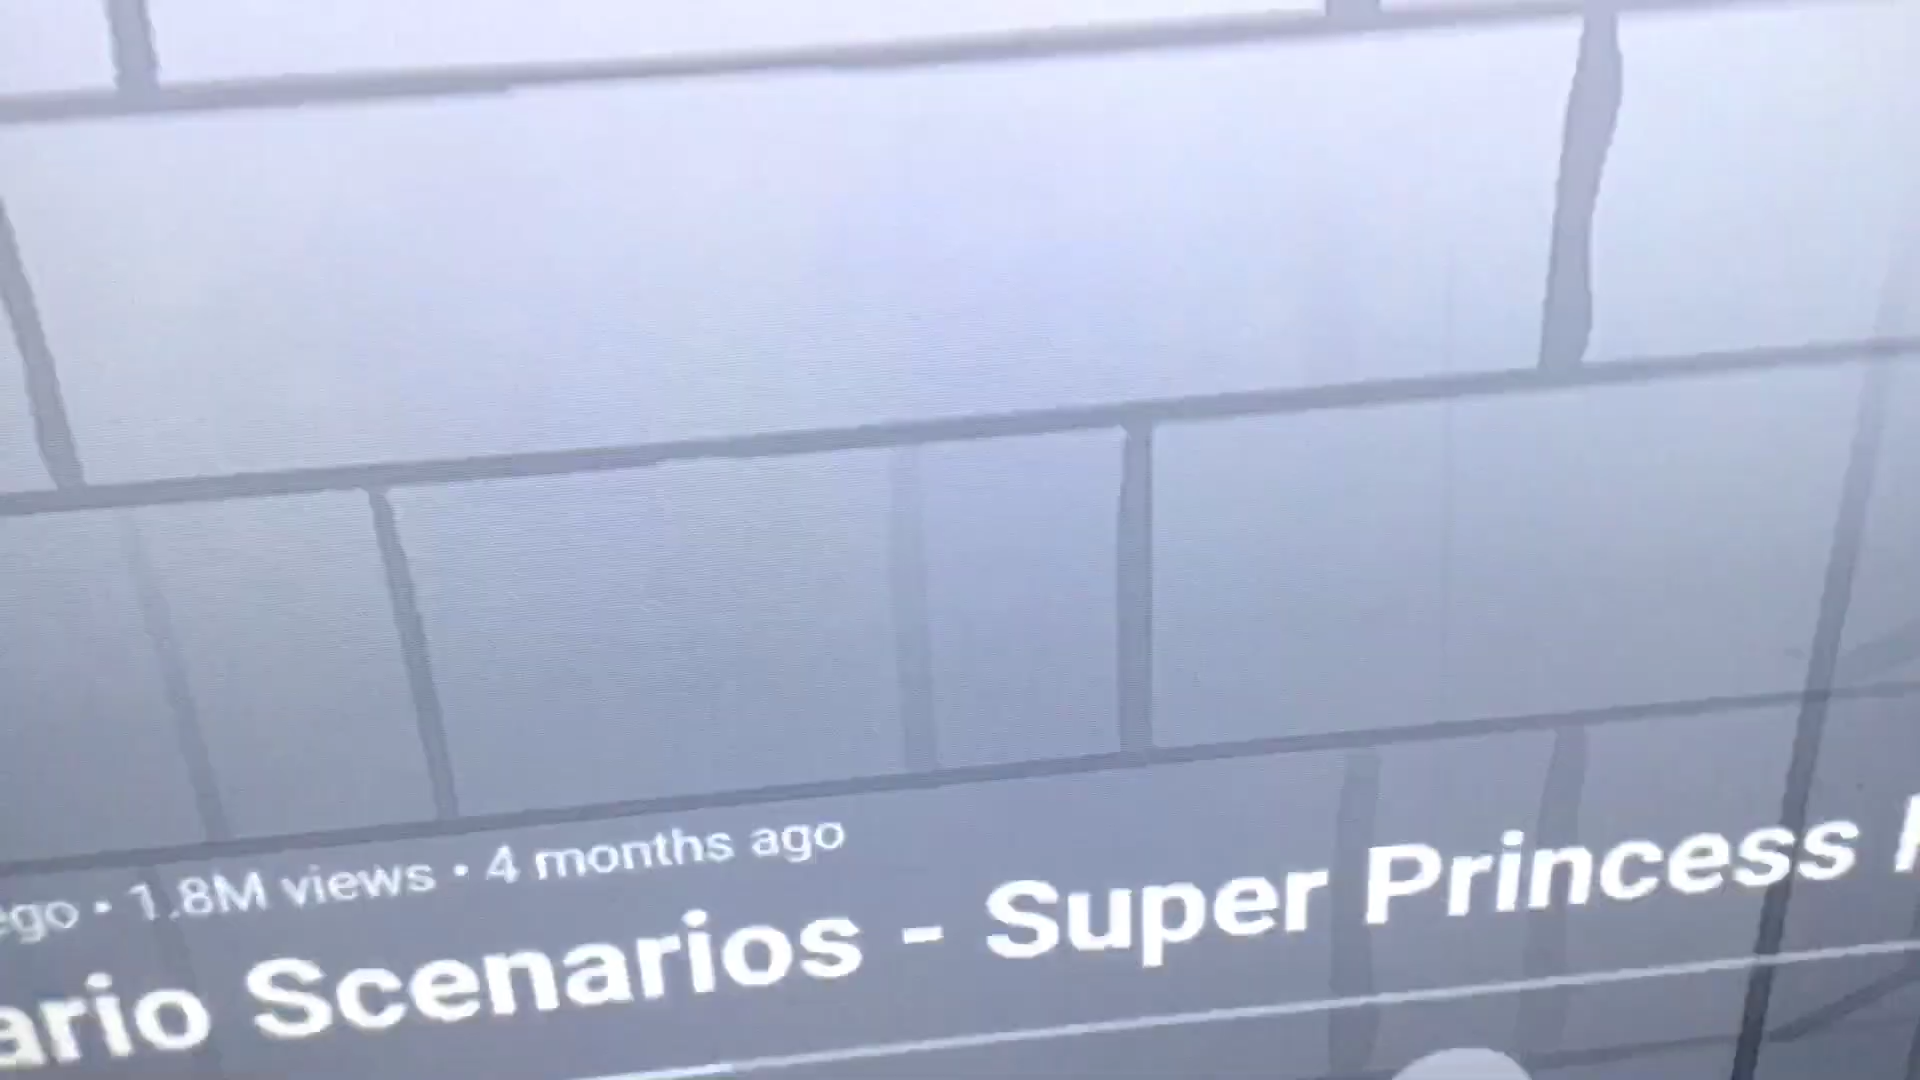 ego • 1.8M views • 4 months ago
ario Scenarios - Super Princess